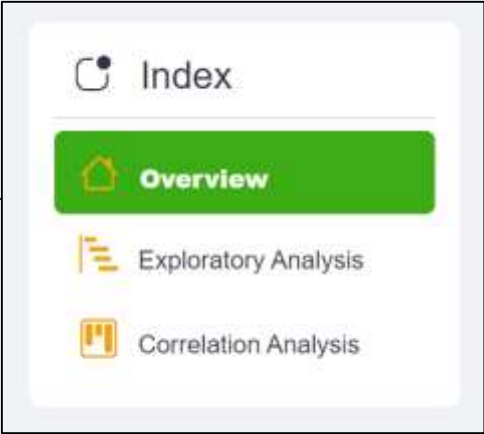 Index
Overview
Exploratory Analysis
Correlation Analysis